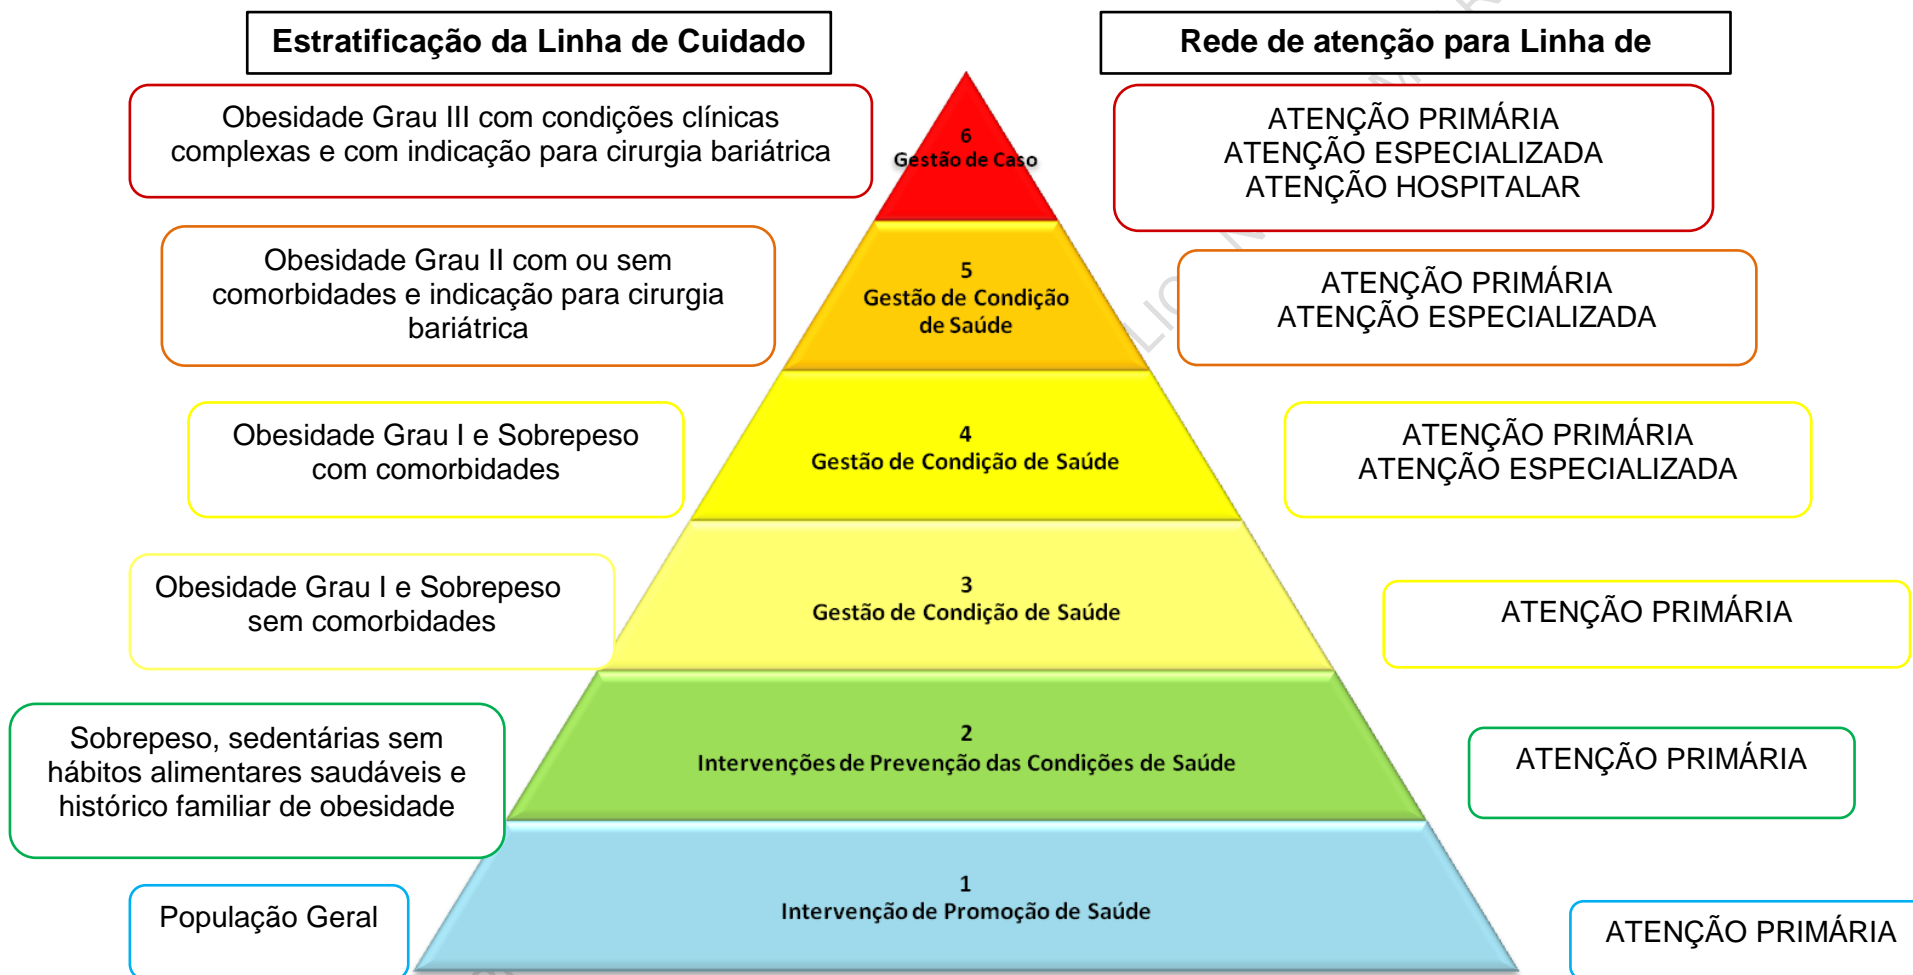 Estratificação da Linha de Cuidado
Rede de atenção para Linha de
Obesidade Grau III com condições clínicas
complexas e com indicação para cirurgia bariátrica
6
Gestão de Caso
ATENÇÃO PRIMÁRIA
ATENÇÃO ESPECIALIZADA
ATENÇÃO HOSPITALAR
Obesidade Grau II com ou sem
comorbidades e indicação para cirurgia
bariátrica
5
Gestão de Condição
de Saúde
ATENÇÃO PRIMÁRIA
ATENÇÃO ESPECIALIZADA
Obesidade Grau I e Sobrepeso
com comorbidades
4
Gestão de Condição de Saúde
ATENÇÃO PRIMÁRIA
ATENÇÃO ESPECIALIZADA
Obesidade Grau I e Sobrepeso
sem comorbidades
3
Gestão de Condição de Saúde
ATENÇÃO PRIMÁRIA
Sobrepeso, sedentárias sem
hábitos alimentares saudáveis e
histórico familiar de obesidade
2
Intervenções de Prevenção das Condições de Saúde
ATENÇÃO PRIMÁRIA
População Geral
1
Intervenção de Promoção de Saúde
ATENÇÃO PRIMÁRIA